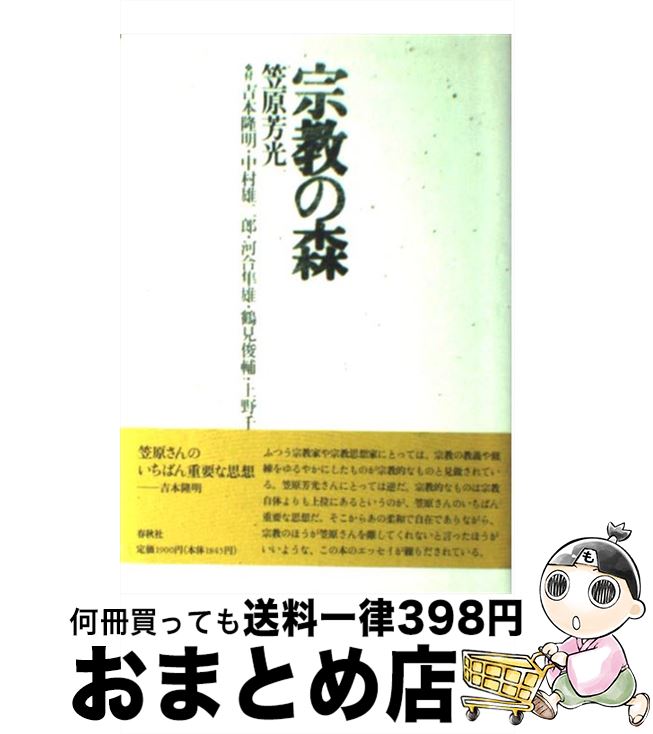 宗教の森
笠原芳光
◆付 吉本隆明・中村雄二郎・河合隼雄・鶴見俊輔・上野千
笠原さんの
いちばん重要な思想
——吉本隆明
春秋社
定価1900円(本体1845円)
ふつう宗教家や宗教思想家にとっては、宗教の教義や修
練をゆるやかにしたものが宗教的なものと見做されてい
る。笠原芳光さんにとっては逆だ。宗教的なものは宗教
自体よりも上位にあるというのが、笠原さんのいちばん
重要な思想だ。そこからあの柔和で自在でありながら、
宗教のほうが笠原さんを離してくれないと言ったほうが
いいような、この本のエッセイが織りだされている。
も
何冊買っても送料一律398円
おまとめ店